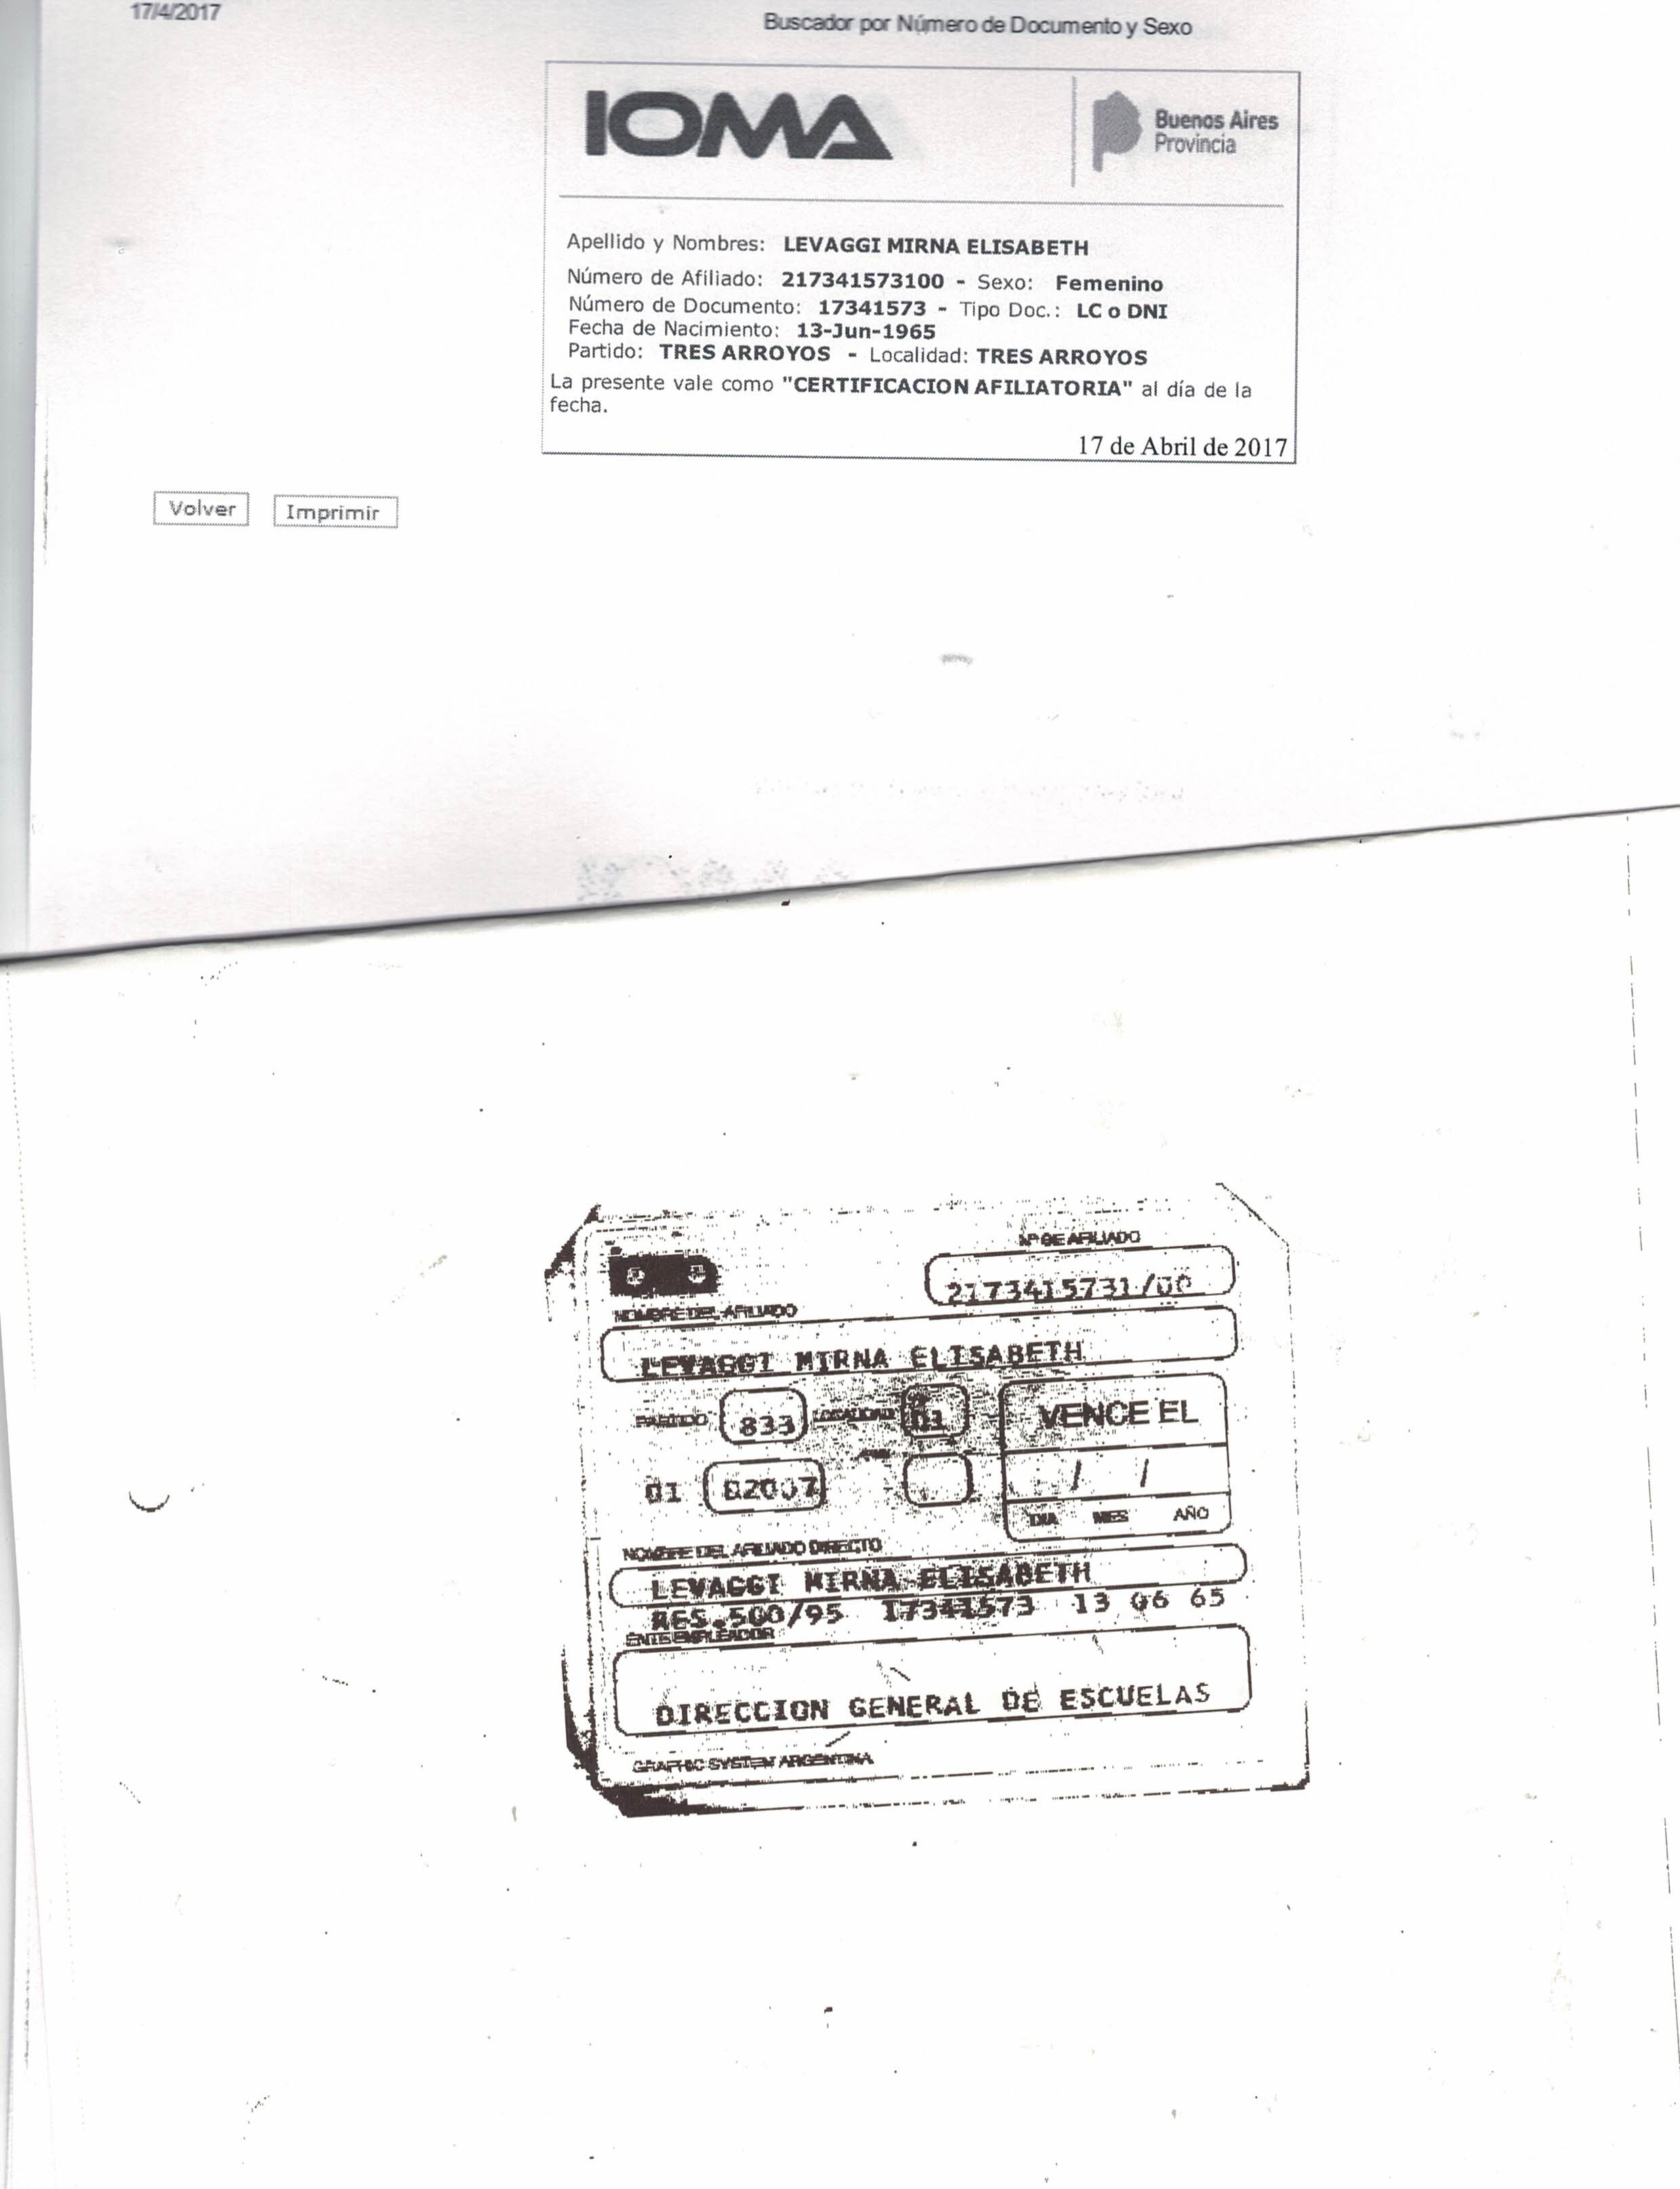 17/4/2017
Buscador por Número de Documento y Sexo
IOMA
Buenos Aires
Provincia
Apellido y Nombres: LEVAGGI MIRNA ELISABETH
Número de Afiliado: 217341573100 - Sexo: Femenino
Número de Documento: 17341573 - Tipo Doc.: LC o DNI
Fecha de Nacimiento: 13-Jun-1965
Partido: TRES ARROYOS - Localidad: TRES ARROYOS
La presente vale como "CERTIFICACION AFILIATORIA" al día de la
fecha.
17 de Abril de 2017
Volver Imprimir
Nº DE AFILIADO
2173415731/00
NOMBRE DEL AFILIADO
LEVAGGI MIRNA ELISABETH
PARTIDO 833 LOCALIDAD 01
VENCE EL
01 / /
DIA MES AÑO
NOMBRE DEL AFILIADO DIRECTO
LEVAGGI MIRNA ELISABETH
RES.500/95 17341573 13 06 65
ENTE EMPLEADOR
DIRECCION GENERAL DE ESCUELAS
GRAFHIC SYSTEM ARGENTINA